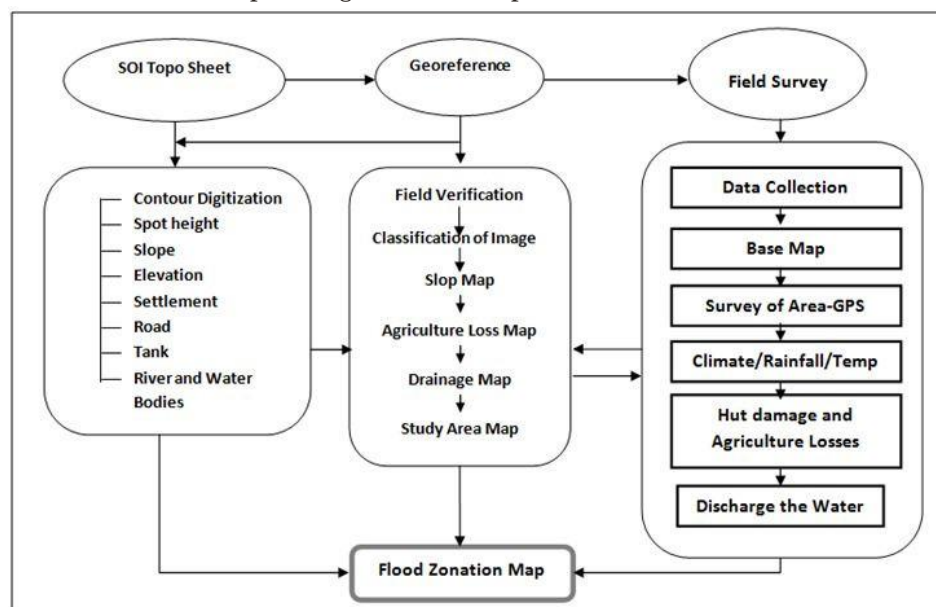 SOI Topo Sheet
Georeference
Field Survey
Contour Digitization
Spot height
Slope
Elevation
Settlement
Road
Tank
River and Water
Bodies
Field Verification
Classification of Image
Slop Map
Agriculture Loss Map
Drainage Map
Study Area Map
Data Collection
Base Map
Survey of Area-GPS
Climate/Rainfall/Temp
Hut damage and
Agriculture Losses
Discharge the Water
Flood Zonation Map